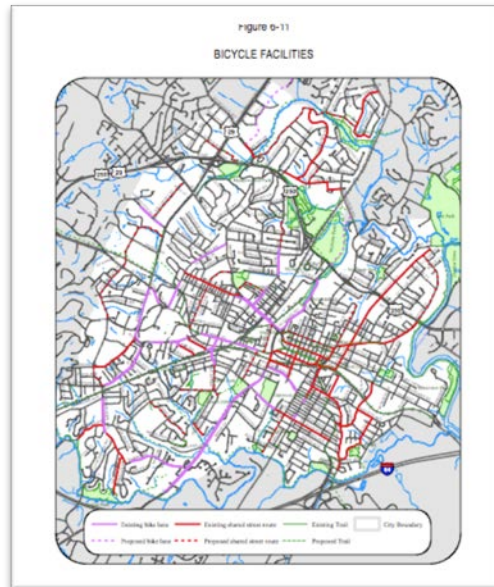 Figure 6-11
BICYCLE FACILITIES
29
250 29
250
64
Existing bike lane Existing shared street route Existing Trail City Boundary
Proposed bike lane Proposed shared street route Proposed Trail